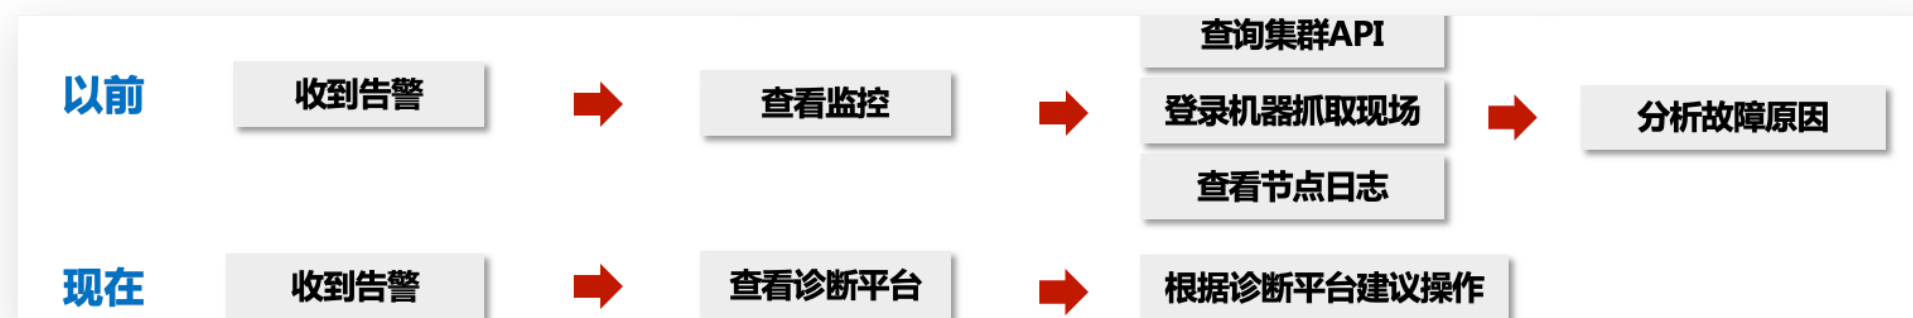 以前
收到告警
查看监控
查询集群API
登录机器抓取现场
查看节点日志
分析故障原因
现在
收到告警
查看诊断平台
根据诊断平台建议操作